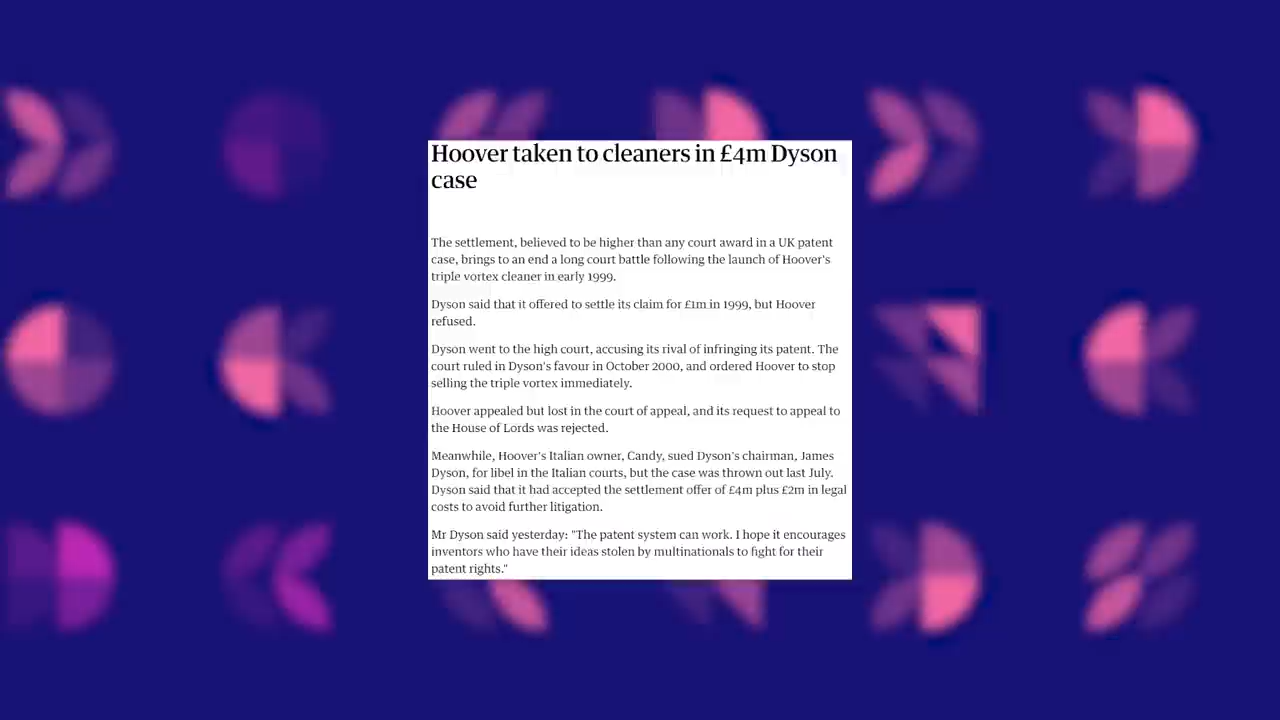 Hoover taken to cleaners in £4m Dyson
case
The settlement, believed to be higher than any court award in a UK patent
case, brings to an end a long court battle following the launch of Hoover's
triple vortex cleaner in early 1999.
Dyson said that it offered to settle its claim for £1m in 1999, but Hoover
refused.
Dyson went to the high court, accusing its rival of infringing its patent. The
court ruled in Dyson's favour in October 2000, and ordered Hoover to stop
selling the triple vortex immediately.
Hoover appealed but lost in the court of appeal, and its request to appeal to
the House of Lords was rejected.
Meanwhile, Hoover's Italian owner, Candy, sued Dyson's chairman, James
Dyson, for libel in the Italian courts, but the case was thrown out last July.
Dyson said that it had accepted the settlement offer of £4m plus £2m in legal
costs to avoid further litigation.
Mr Dyson said yesterday: "The patent system can work. I hope it encourages
inventors who have their ideas stolen by multinationals to fight for their
patent rights."